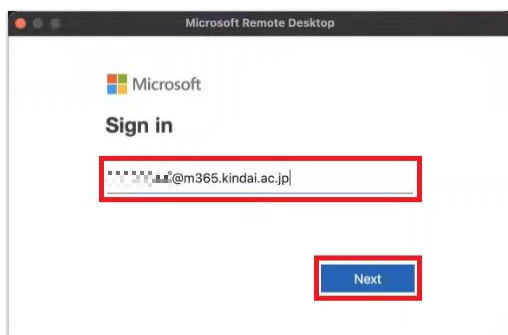 Microsoft Remote Desktop
Microsoft
Sign in
@m365.kindai.ac.jp
Next